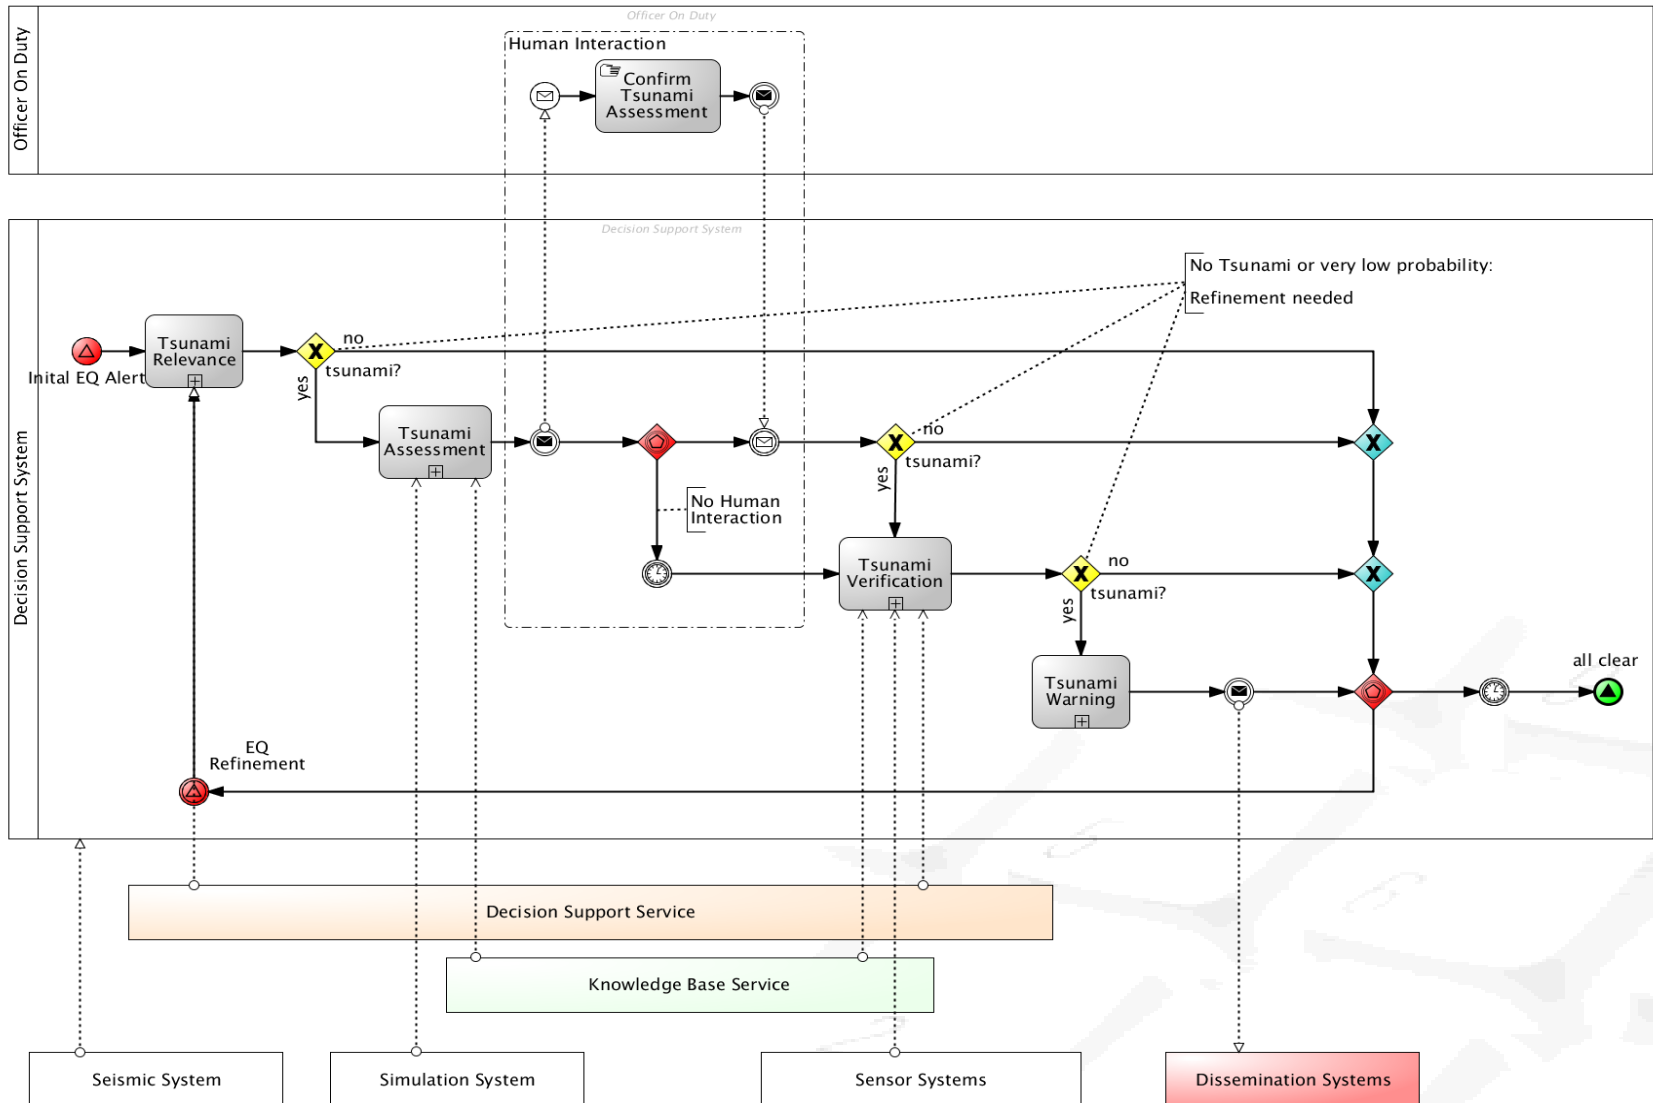 Officer On Duty
Officer On Duty
Human Interaction
Confirm
Tsunami
Assessment
Decision Support System
Decision Support System
No Tsunami or very low probability:
Refinement needed
Inital EQ Alert
Tsunami
Relevance
no
tsunami?
yes
Tsunami
Assessment
No Human
Interaction
no
tsunami?
yes
Tsunami
Verification
no
tsunami?
yes
Tsunami
Warning
all clear
EQ
Refinement
Decision Support Service
Knowledge Base Service
Seismic System
Simulation System
Sensor Systems
Dissemination Systems